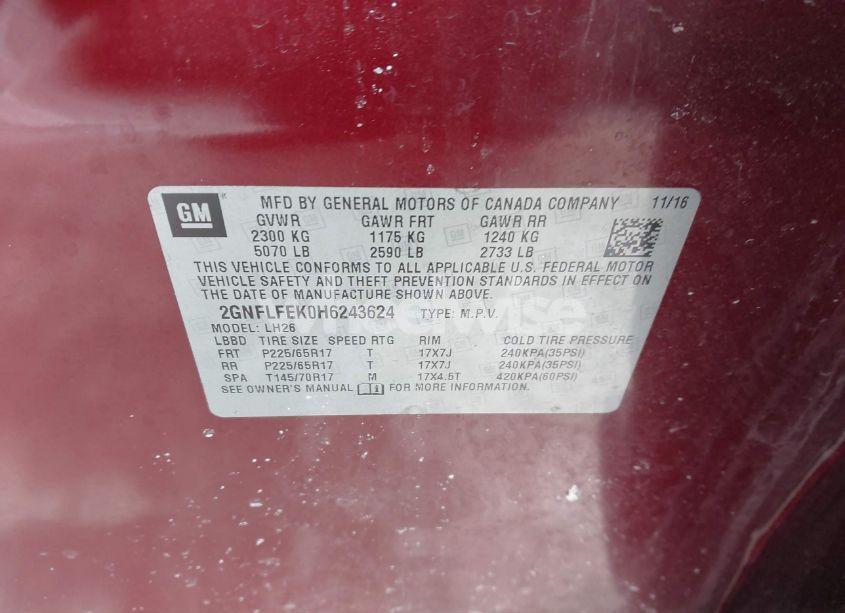 GM
MFD BY GENERAL MOTORS OF CANADA COMPANY 11/16
GVWR GAWR FRT GAWR RR
2300 KG 1175 KG 1240 KG
5070 LB 2590 LB 2733 LB
THIS VEHICLE CONFORMS TO ALL APPLICABLE U.S. FEDERAL MOTOR
VEHICLE SAFETY AND THEFT PREVENTION STANDARDS IN EFFECT ON
THE DATE OF MANUFACTURE SHOWN ABOVE.
2GNFLFEK0H6243624 TYPE: M.P.V.
MODEL: LH26
LBBD TIRE SIZE SPEED RTG RIM COLD TIRE PRESSURE
FRT P225/65R17 T 17X7J 240KPA(35PSI)
RR P225/65R17 T 17X7J 240KPA(35PSI)
SPA T145/70R17 M 17X4.5T 420KPA(60PSI)
SEE OWNER'S MANUAL FOR MORE INFORMATION.